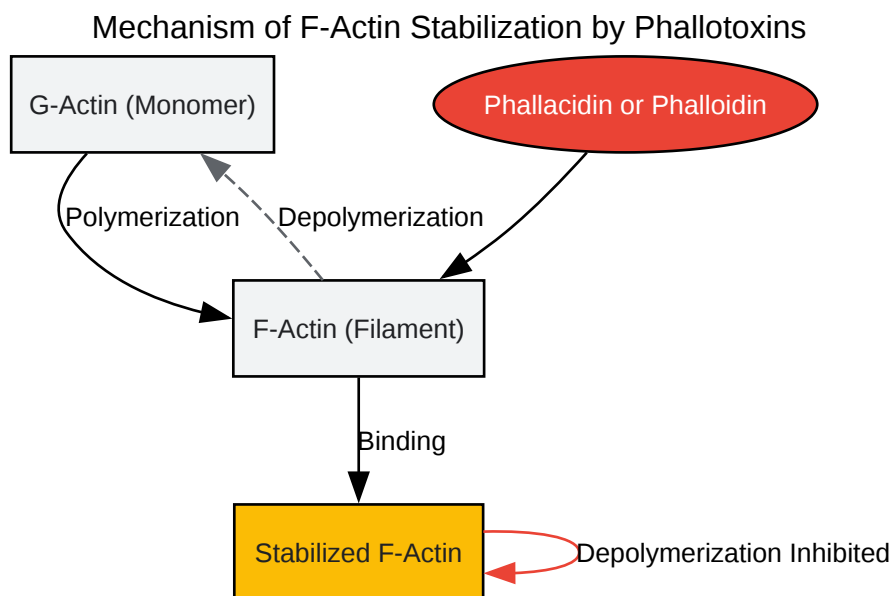 Mechanism of F-Actin Stabilization by Phallotoxins
G-Actin (Monomer)
Phallacidin or Phalloidin
Polymerization
Depolymerization
F-Actin (Filament)
Binding
Stabilized F-Actin
Depolymerization Inhibited